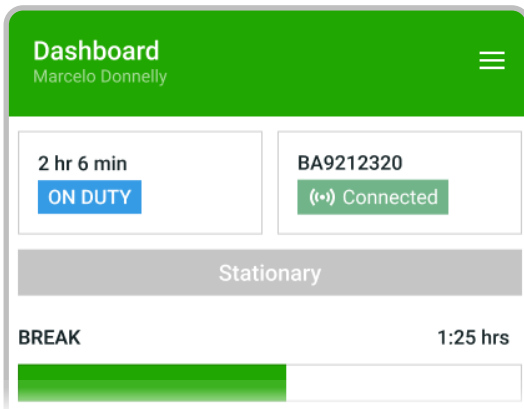 Dashboard
Marcelo Donnelly
2 hr 6 min
ON DUTY
BA9212320
Connected
Stationary
BREAK 1:25 hrs